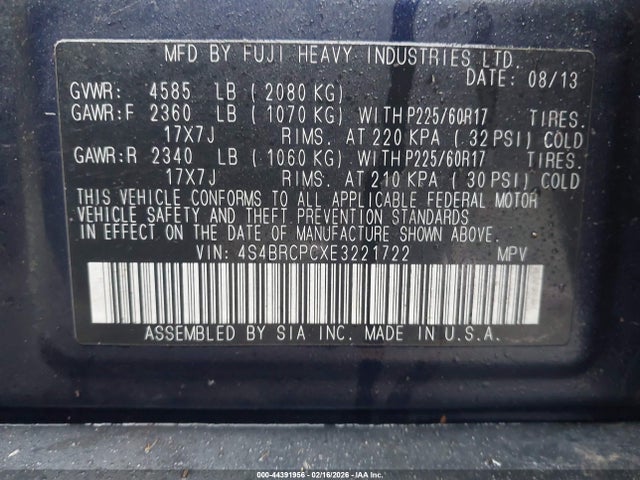 MFD BY FUJI HEAVY INDUSTRIES LTD.
DATE: 08/13
GVWR: 4585 LB ( 2080 KG)
GAWR:F 2360 LB ( 1070 KG) WITH P225/60R17 TIRES.
17X7J RIMS. AT 220 KPA ( 32 PSI) COLD
GAWR:R 2340 LB ( 1060 KG) WITH P225/60R17 TIRES.
17X7J RIMS. AT 210 KPA ( 30 PSI) COLD
THIS VEHICLE CONFORMS TO ALL APPLICABLE FEDERAL MOTOR
VEHICLE SAFETY AND THEFT PREVENTION STANDARDS
IN EFFECT ON THE DATE OF MANUFACTURE SHOWN ABOVE.
VIN: 4S4BRCPCXE3221722 MPV
ASSEMBLED BY SIA INC. MADE IN U.S.A.
000-44391956 - 02/16/2026 - IAA Inc.